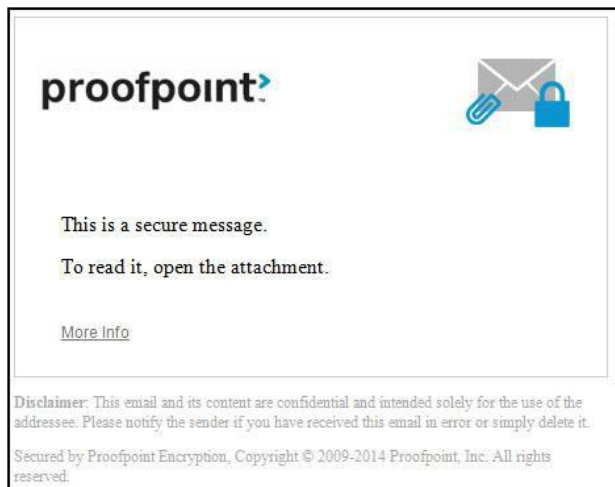 proofpoint
This is a secure message.
To read it, open the attachment.
More Info
Disclaimer: This email and its content are confidential and intended solely for the use of the
addressee. Please notify the sender if you have received this email in error or simply delete it.
Secured by Proofpoint Encryption, Copyright © 2009-2014 Proofpoint, Inc. All rights
reserved.